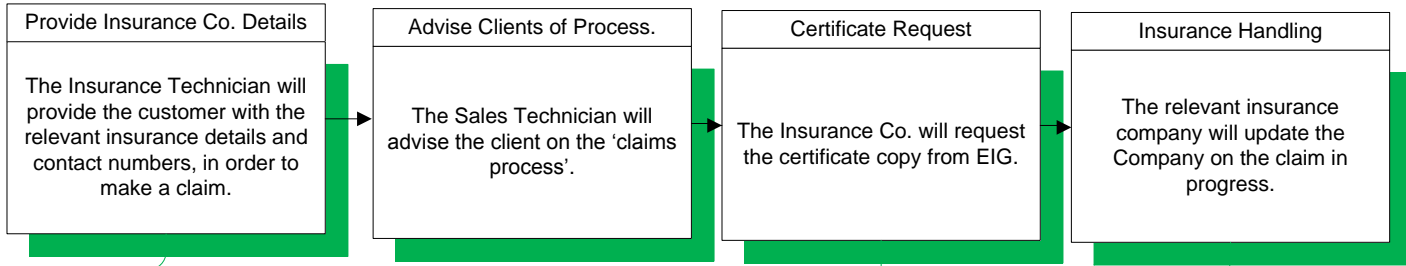 Provide Insurance Co. Details
The Insurance Technician will
provide the customer with the
relevant insurance details and
contact numbers, in order to
make a claim.
Advise Clients of Process.
The Sales Technician will
advise the client on the ‘claims
process’.
Certificate Request
The Insurance Co. will request
the certificate copy from EIG.
Insurance Handling
The relevant insurance
company will update the
Company on the claim in
progress.